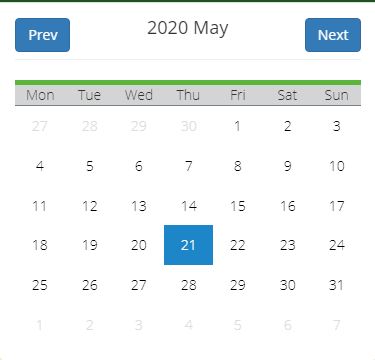 Prev 2020 May Next
Mon Tue Wed Thu Fri Sat Sun
27 28 29 30 1 2 3
4 5 6 7 8 9 10
11 12 13 14 15 16 17
18 19 20 21 22 23 24
25 26 27 28 29 30 31
1 2 3 4 5 6 7